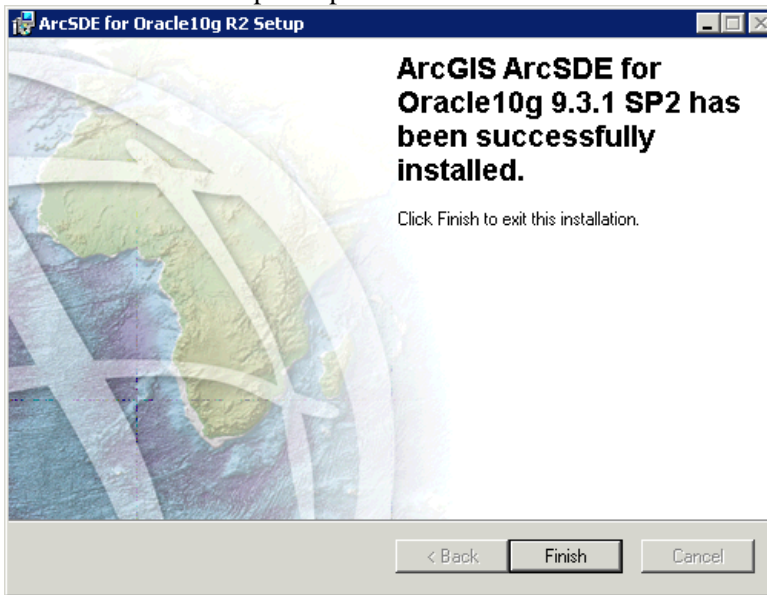 ArcSDE for Oracle10g R2 Setup
ArcGIS ArcSDE for
Oracle10g 9.3.1 SP2 has
been successfully
installed.
Click Finish to exit this installation.
< Back Finish Cancel